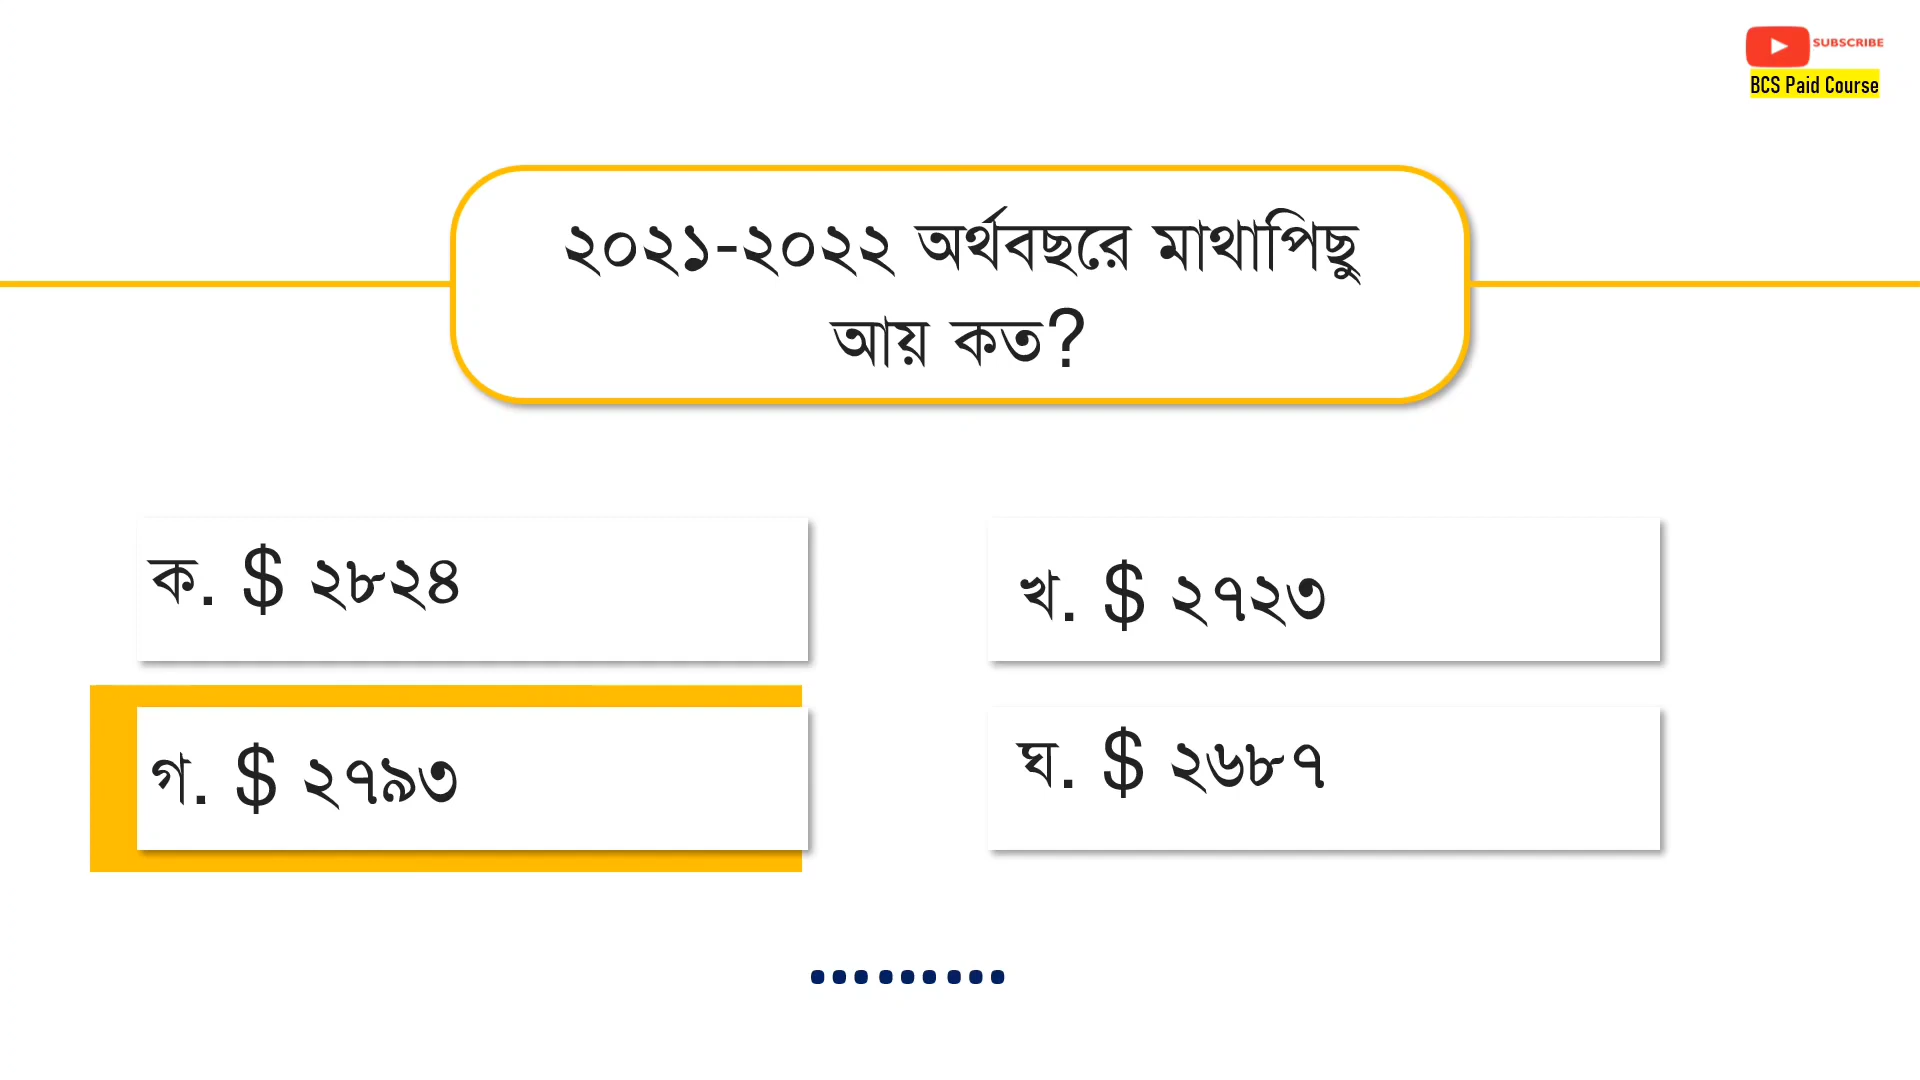 SUBSCRIBE
BCS Paid Course
২০২১-২০২২ অর্থবছরে মাথাপিছু
আয় কত?
ক. $ ২৮২৪
খ. $ ২৭২৩
গ. $ ২৭৯৩
ঘ. $ ২৬৮৭
.........